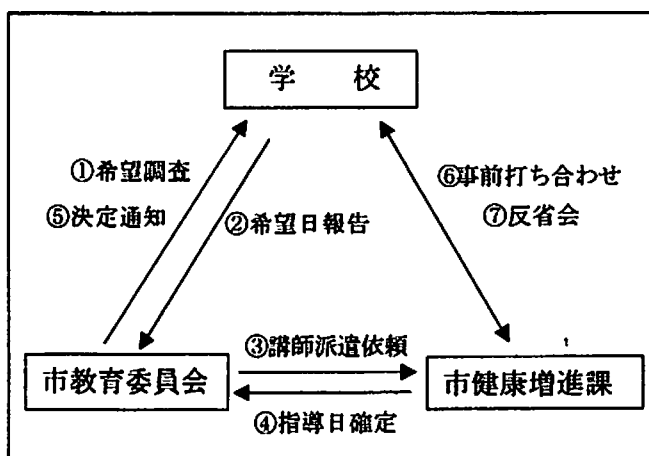 学 校
①希望調査
⑤決定通知
②希望日報告
⑥事前打ち合わせ
⑦反省会
③講師派遣依頼
市教育委員会
市健康増進課
④指導日確定